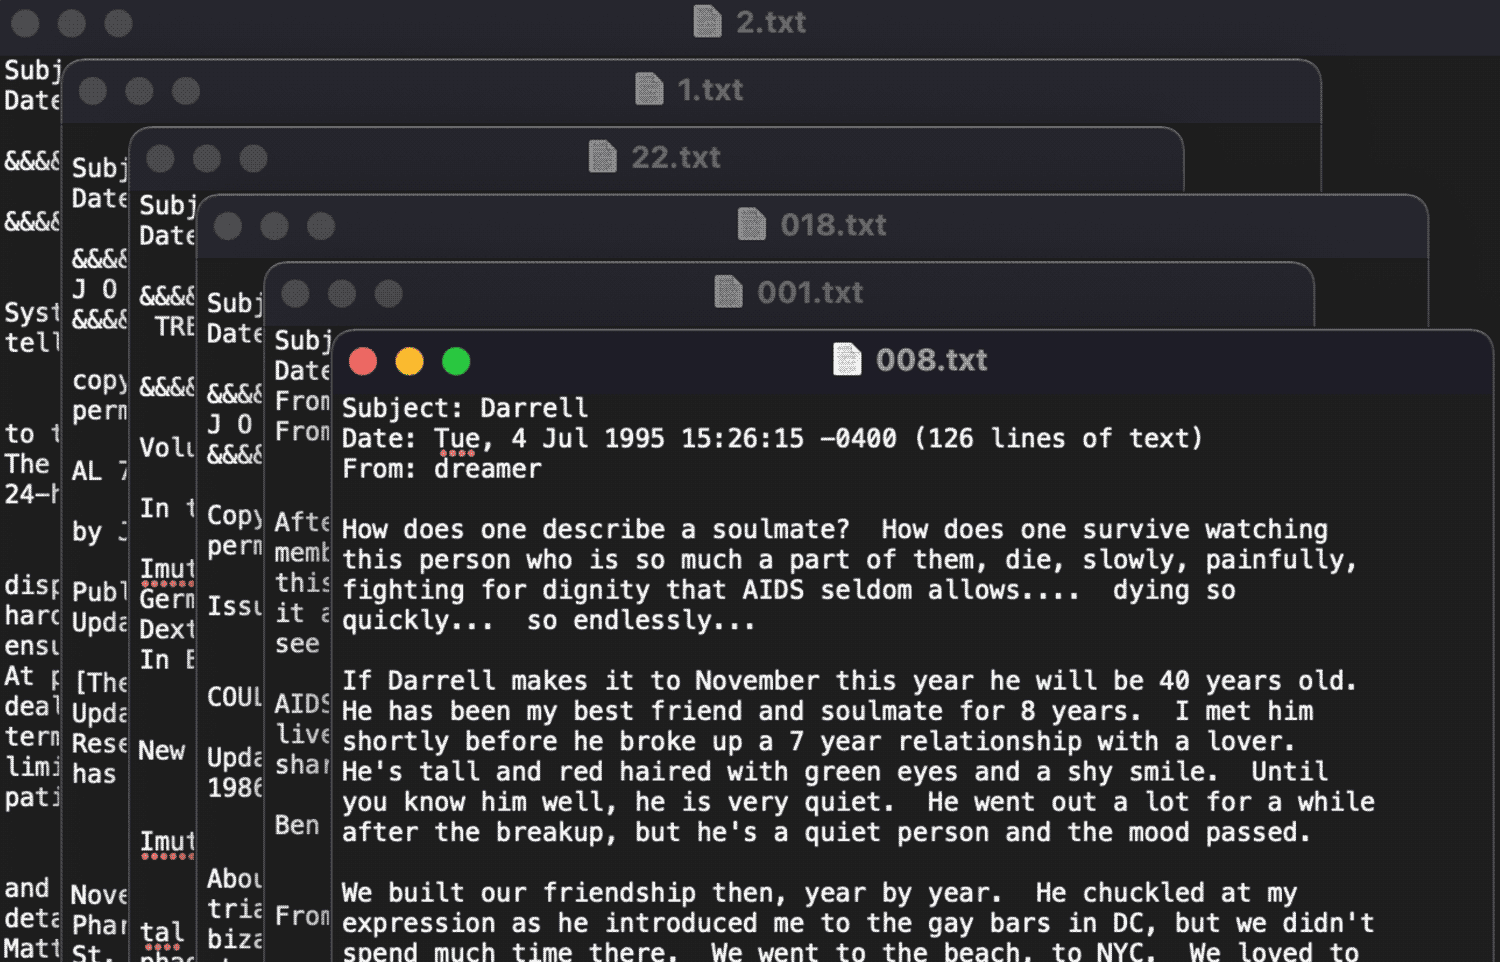 2.txt
Subj
Date
&&&&
&&&&
Syst
tell
to t
The
24-h
disp
hard
ensu
At p
deal
term
limi
pati
and
deta
Matt
1.txt
Subj
Date
&&&&
J O
&&&&
copy
perm
AL 7
by J
Publ
Upda
[The
Upda
Rese
has
Nove
Phar
St.
22.txt
Subj
Date
&&&&
TRE
&&&&
Volu
In t
Imut
Germ
Dext
In B
New
Imut
tal
phas
018.txt
Subj
Date
&&&&
J O
&&&&
Copy
perm
Issu
COUL
Upda
1986
Abou
tria
biza
001.txt
Subj
Date
From
From
Afte
memb
this
it a
see
AIDS
live
shar
Ben
From
008.txt
Subject: Darrell
Date: Tue, 4 Jul 1995 15:26:15 -0400 (126 lines of text)
From: dreamer
How does one describe a soulmate?  How does one survive watching
this person who is so much a part of them, die, slowly, painfully,
fighting for dignity that AIDS seldom allows....  dying so
quickly...  so endlessly...
If Darrell makes it to November this year he will be 40 years old.
He has been my best friend and soulmate for 8 years.  I met him
shortly before he broke up a 7 year relationship with a lover.
He's tall and red haired with green eyes and a shy smile.  Until
you know him well, he is very quiet.  He went out a lot for a while
after the breakup, but he's a quiet person and the mood passed.
We built our friendship then, year by year.  He chuckled at my
expression as he introduced me to the gay bars in DC, but we didn't
spend much time there.  We went to the beach, to NYC.  We loved to